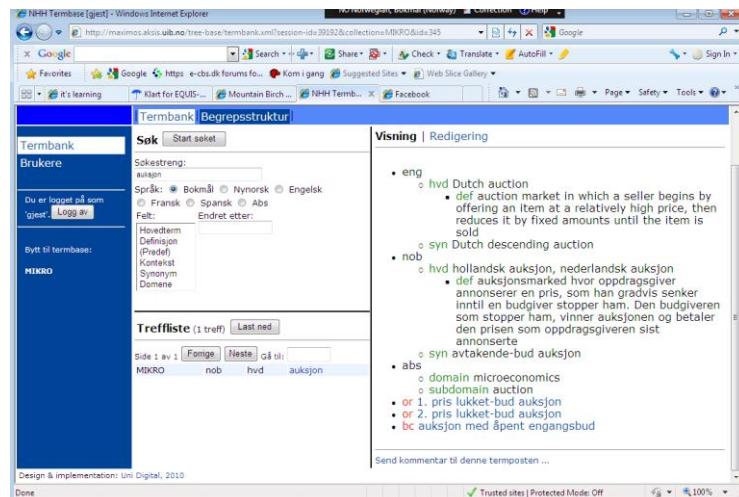 NHH Termbase [gjest] - Windows Internet Explorer
NO Norwegian, Bokmål (Norway) Correction Help
http://maximos.aksis.uib.no/tree-base/termbank.xml?session-id=39192&collection=MIKRO&idx=345
Google
Google Search Share Check Translate AutoFill Sign In
Favorites Google https e-cbs.dk forums fo... Kom i gang Suggested Sites Web Slice Gallery
it's learning Klart for EQUIS-... Mountain Birch ... NHH Termb... X Facebook Page Safety Tools
Termbank Begrepsstruktur
Termbank
Brukere
Du er logget på som
'gjest'. Logg av
Bytt til termbase:
MIKRO
Søk Start søket
Søkestreng:
auksjon
Språk: Bokmål Nynorsk Engelsk
Fransk Spansk Abs
Felt: Endret etter:
Hovedterm
Definisjon
(Predef)
Kontekst
Synonym
Domene
Treffliste (1 treff) Last ned
Side 1 av 1 Forrige Neste Gå til:
MIKRO nob hvd auksjon
Visning | Redigering
eng
hvd Dutch auction
def auction market in which a seller begins by
offering an item at a relatively high price, then
reduces it by fixed amounts until the item is
sold
syn Dutch descending auction
nob
hvd hollandsk auksjon, nederlandsk auksjon
def auksjonsmarked hvor oppdragsgiver
annonserer en pris, som han gradvis senker
inntil en budgiver stopper ham. Den budgiveren
som stopper ham, vinner auksjonen og betaler
den prisen som oppdragsgiveren sist
annonserte
syn avtakende-bud auksjon
abs
domain microeconomics
subdomain auction
or 1. pris lukket-bud auksjon
or 2. pris lukket-bud auksjon
bc auksjon med åpent engangsbud
Send kommentar til denne termposten ...
Design & implementation: Uni Digital, 2010
Done Trusted sites | Protected Mode: Off 100%